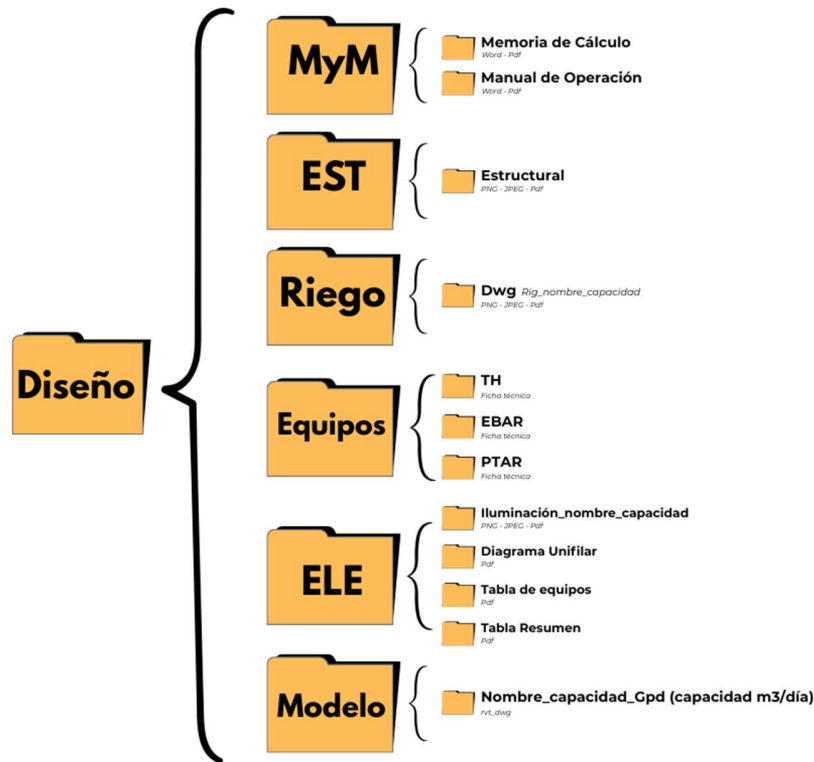 Diseño
MyM
Memoria de Cálculo
Word - Pdf
Manual de Operación
Word - Pdf
EST
Estructural
PNG - JPEG - Pdf
Riego
Dwg Rig_nombre_capacidad
PNG - JPEG - Pdf
Equipos
TH
Ficha técnica
EBAR
Ficha técnica
PTAR
Ficha técnica
ELE
Iluminación_nombre_capacidad
PNG - JPEG - Pdf
Diagrama Unifilar
Pdf
Tabla de equipos
Pdf
Tabla Resumen
Pdf
Modelo
Nombre_capacidad_Gpd (capacidad m3/día)
rvt_dwg